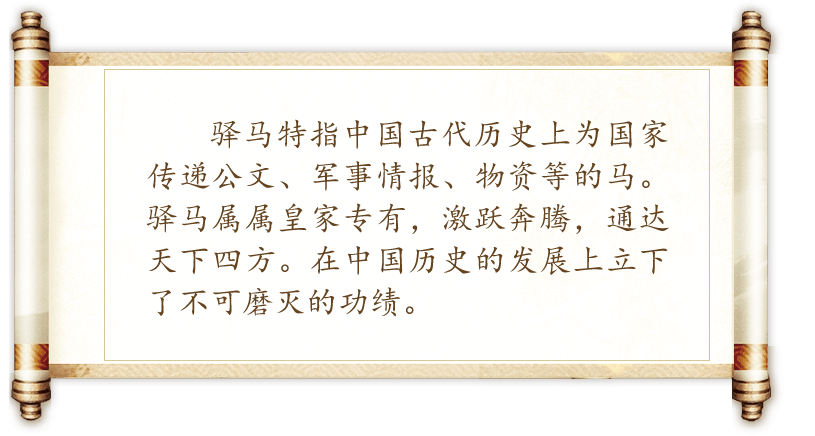 驿马特指中国古代历史上为国家
传递公文、军事情报、物资等的马。
驿马属属皇家专有，激跃奔腾，通达
天下四方。在中国历史的发展上立下
了不可磨灭的功绩。